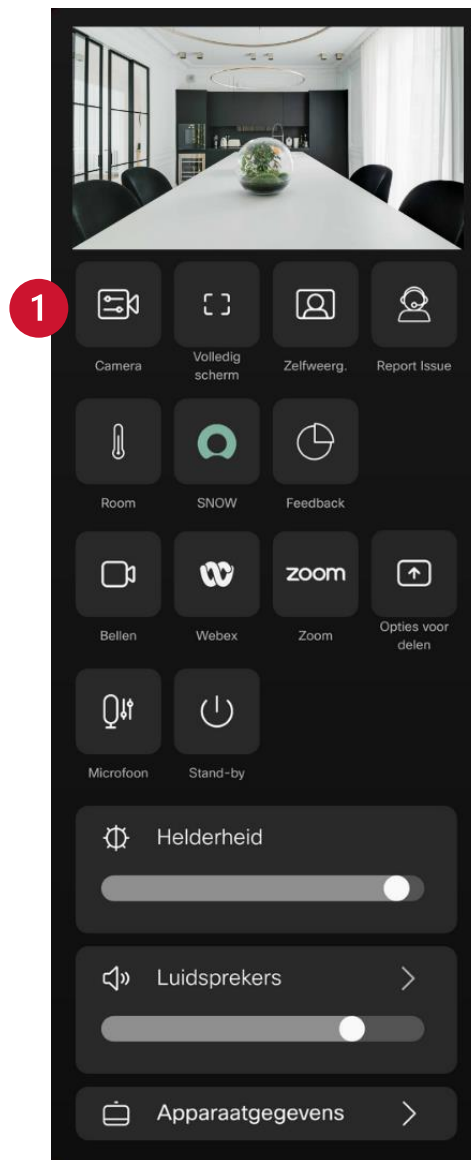 1
Camera
Volledig
scherm
Zelfweerg.
Report Issue
Room
SNOW
Feedback
zoom
Bellen
Webex
Zoom
Opties voor
delen
Microfoon
Stand-by
Helderheid
Luidsprekers
Apparaatgegevens